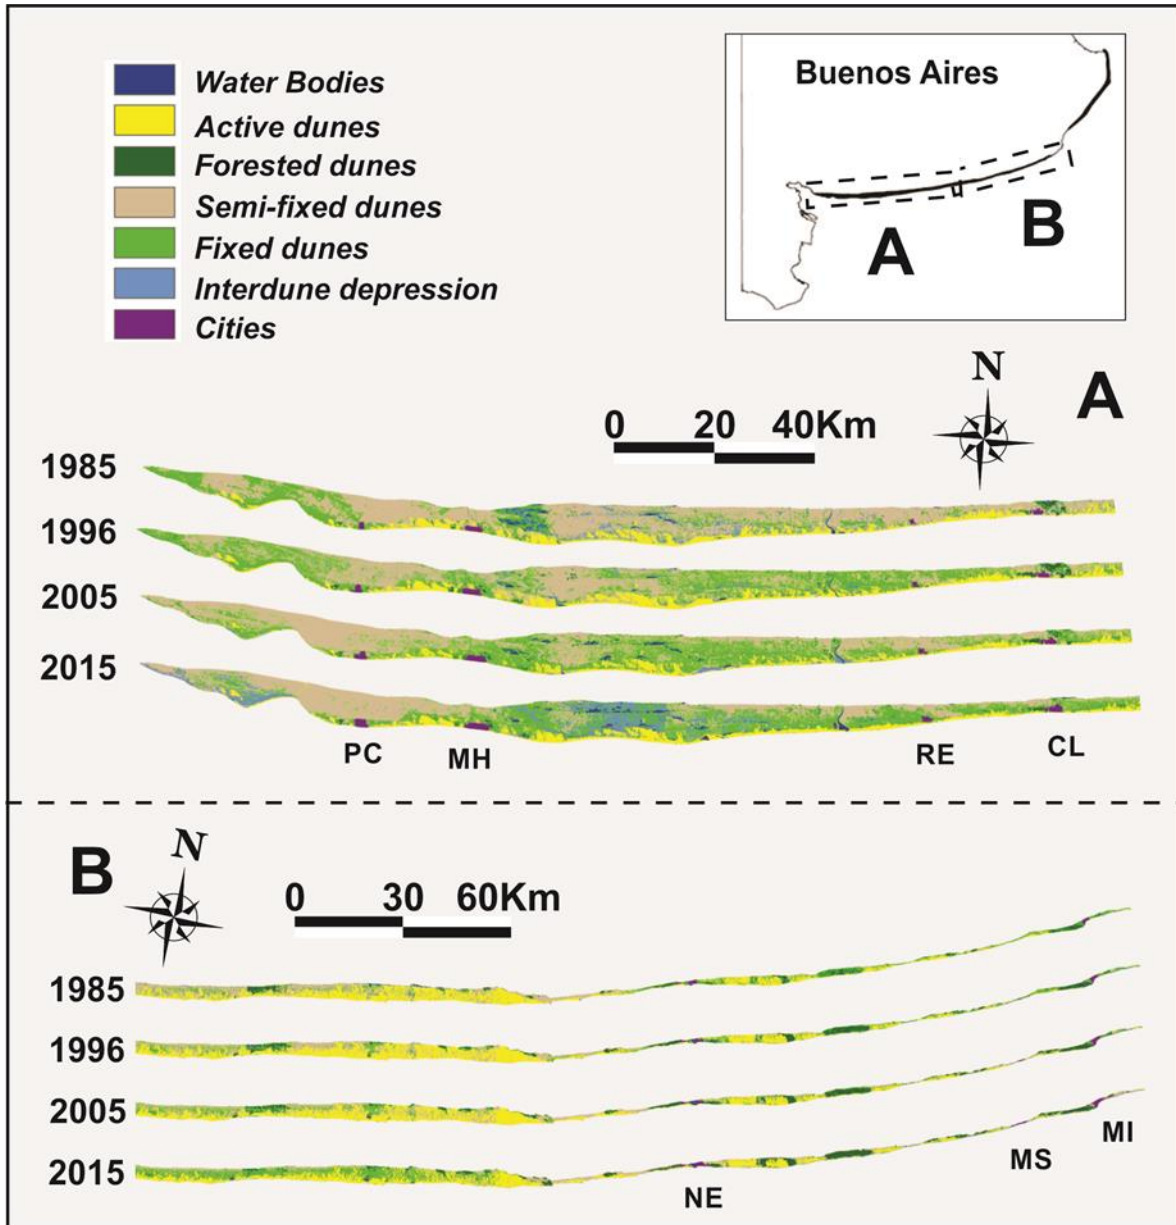 Water Bodies
Active dunes
Forested dunes
Semi-fixed dunes
Fixed dunes
Interdune depression
Cities
Buenos Aires
A
B
N
A
0 20 40Km
1985
1996
2005
2015
PC
MH
RE
CL
B
N
0 30 60Km
1985
1996
2005
2015
NE
MS
MI